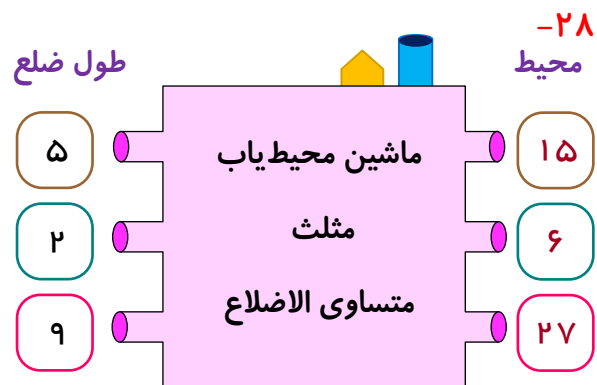 ۲۸-
محیط طول ضلع
ماشین محیط‌یاب
مثلث
متساوی الاضلاع
۱۵ ۵
۶ ۲
۲۷ ۹